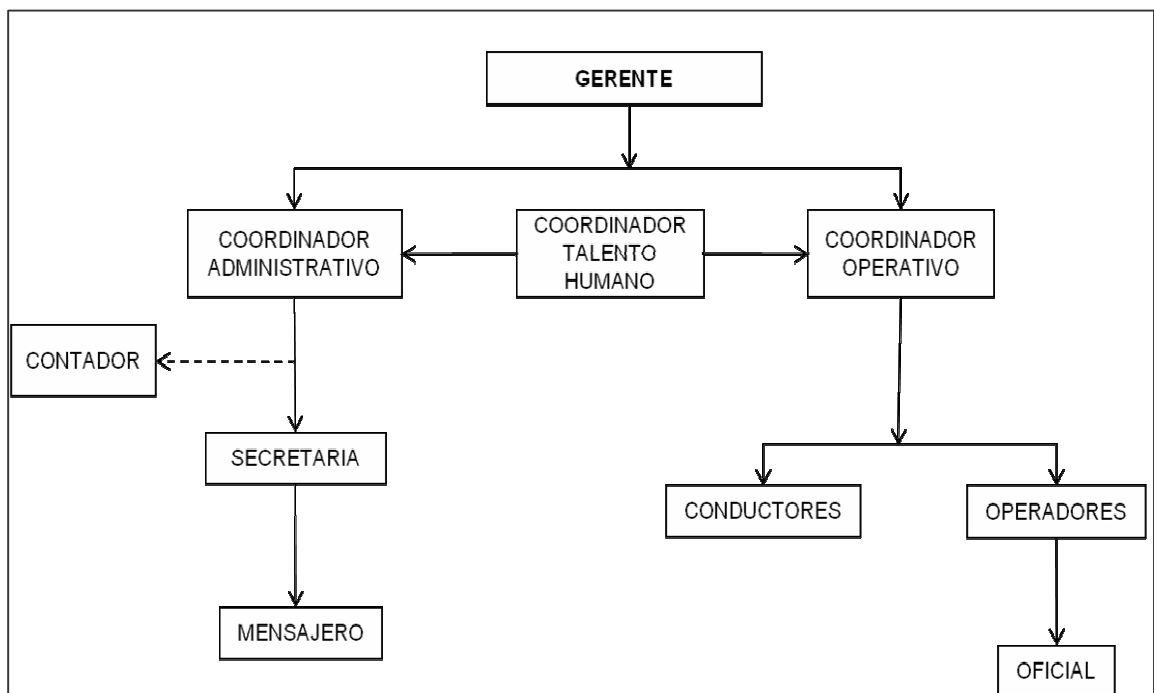 GERENTE
COORDINADOR
ADMINISTRATIVO
COORDINADOR
TALENTO
HUMANO
COORDINADOR
OPERATIVO
CONTADOR
SECRETARIA
CONDUCTORES
OPERADORES
MENSAJERO
OFICIAL